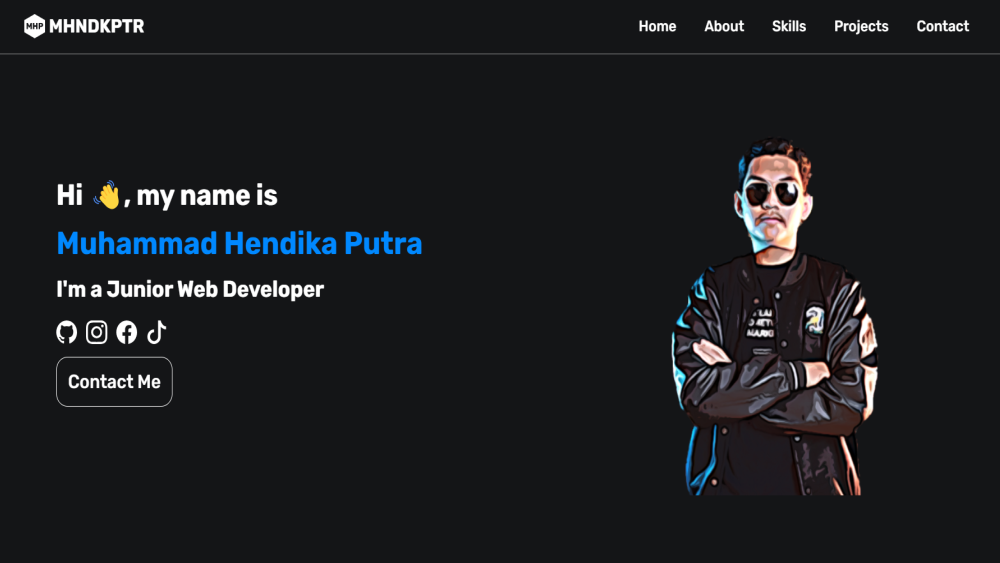 MHP MHNDKPTR
Home About Skills Projects Contact
Hi 👋, my name is
Muhammad Hendika Putra
I'm a Junior Web Developer
Contact Me